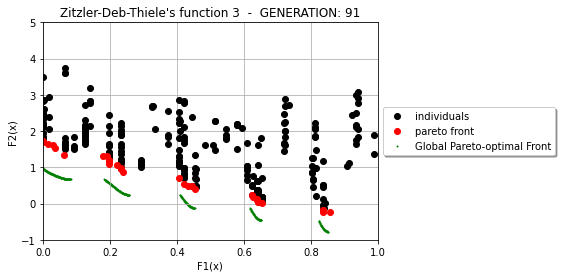 Zitzler-Deb-Thiele's function 3 - GENERATION: 91
5
4
3
2
1
0
−1
F2(x)
0.0 0.2 0.4 0.6 0.8 1.0
F1(x)
individuals
pareto front
Global Pareto-optimal Front